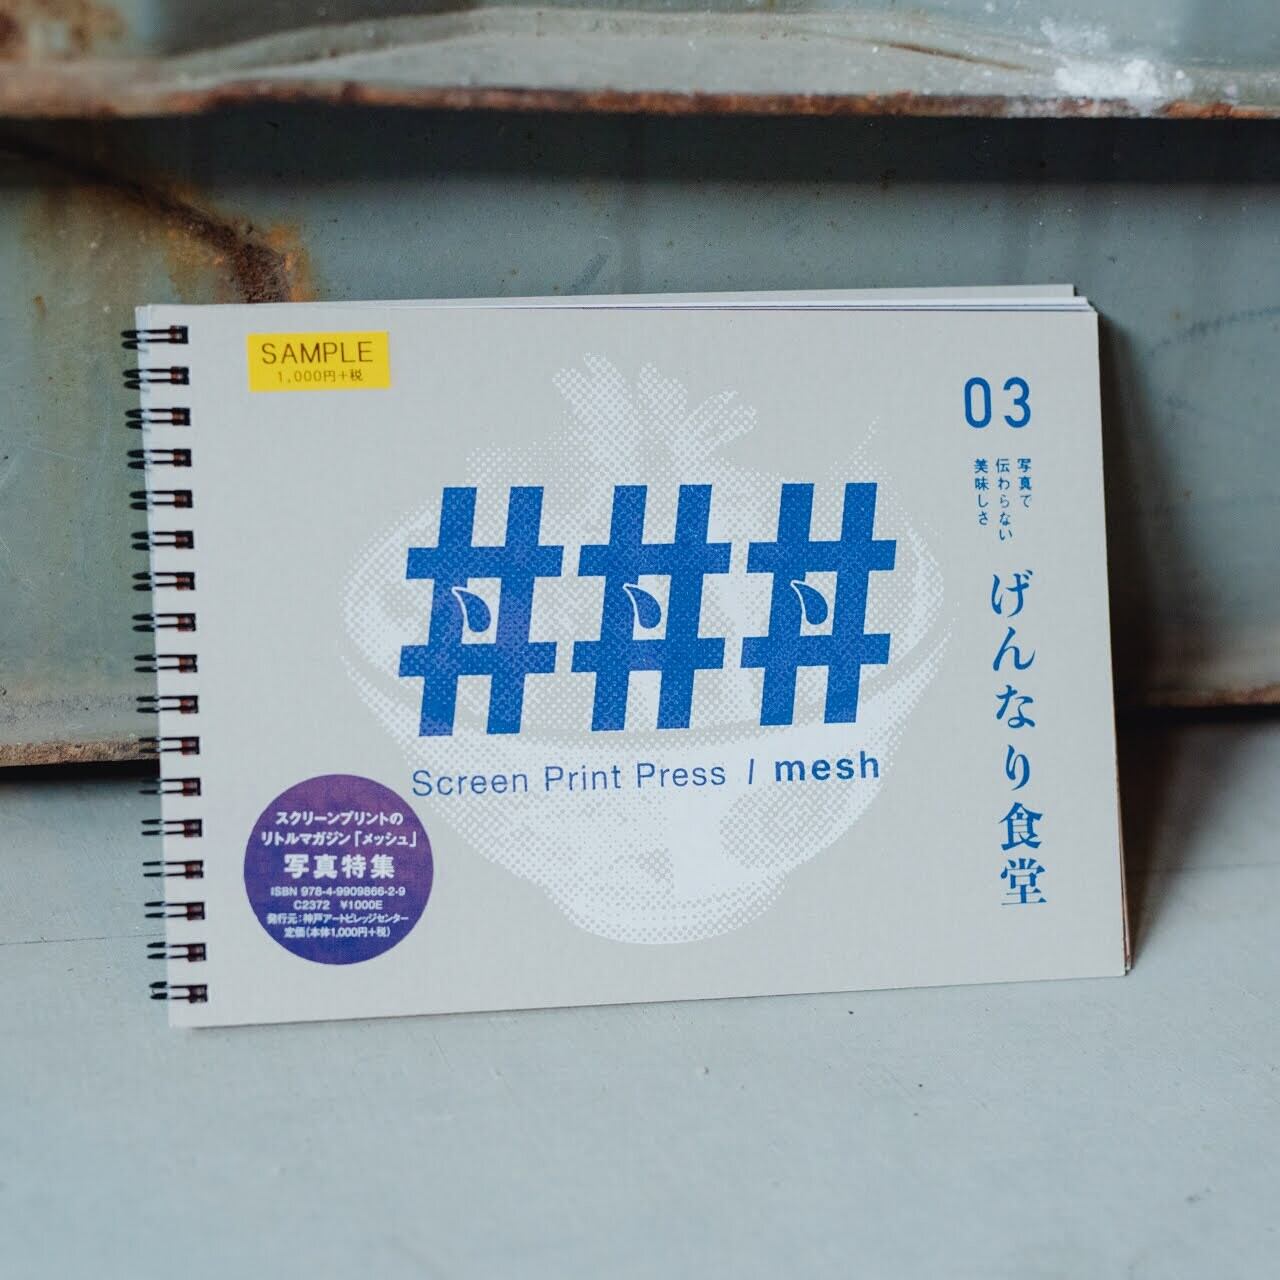 SAMPLE
1,000円+税
03
写真で
伝わらない
美味しさ
げんなり食堂
丼丼丼
Screen Print Press / mesh
スクリーンプリントの
リトルマガジン「メッシュ」
写真特集
ISBN 978-4-9909866-2-9
C2372 ¥1000E
発行元:神戸アートビレッジセンター
定価(本体1,000円+税)